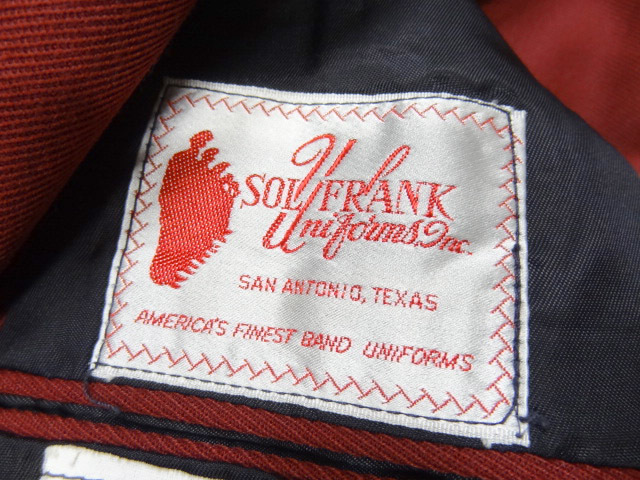 SOL FRANK
Uniforms, Inc.
SAN ANTONIO, TEXAS
AMERICA'S FINEST BAND UNIFORMS